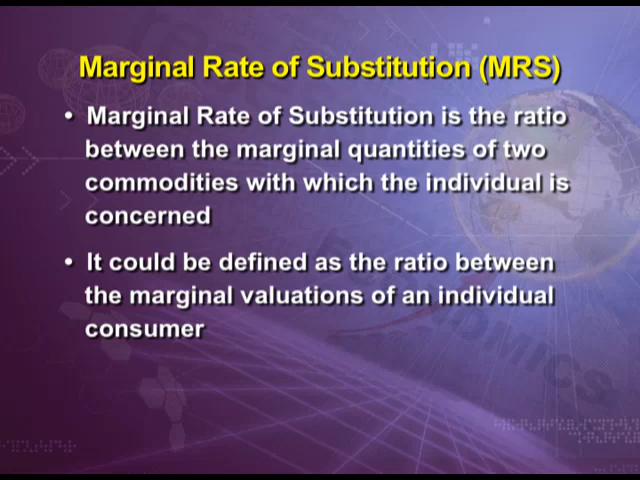 Marginal Rate of Substitution (MRS)
• Marginal Rate of Substitution is the ratio
between the marginal quantities of two
commodities with which the individual is
concerned
• It could be defined as the ratio between
the marginal valuations of an individual
consumer